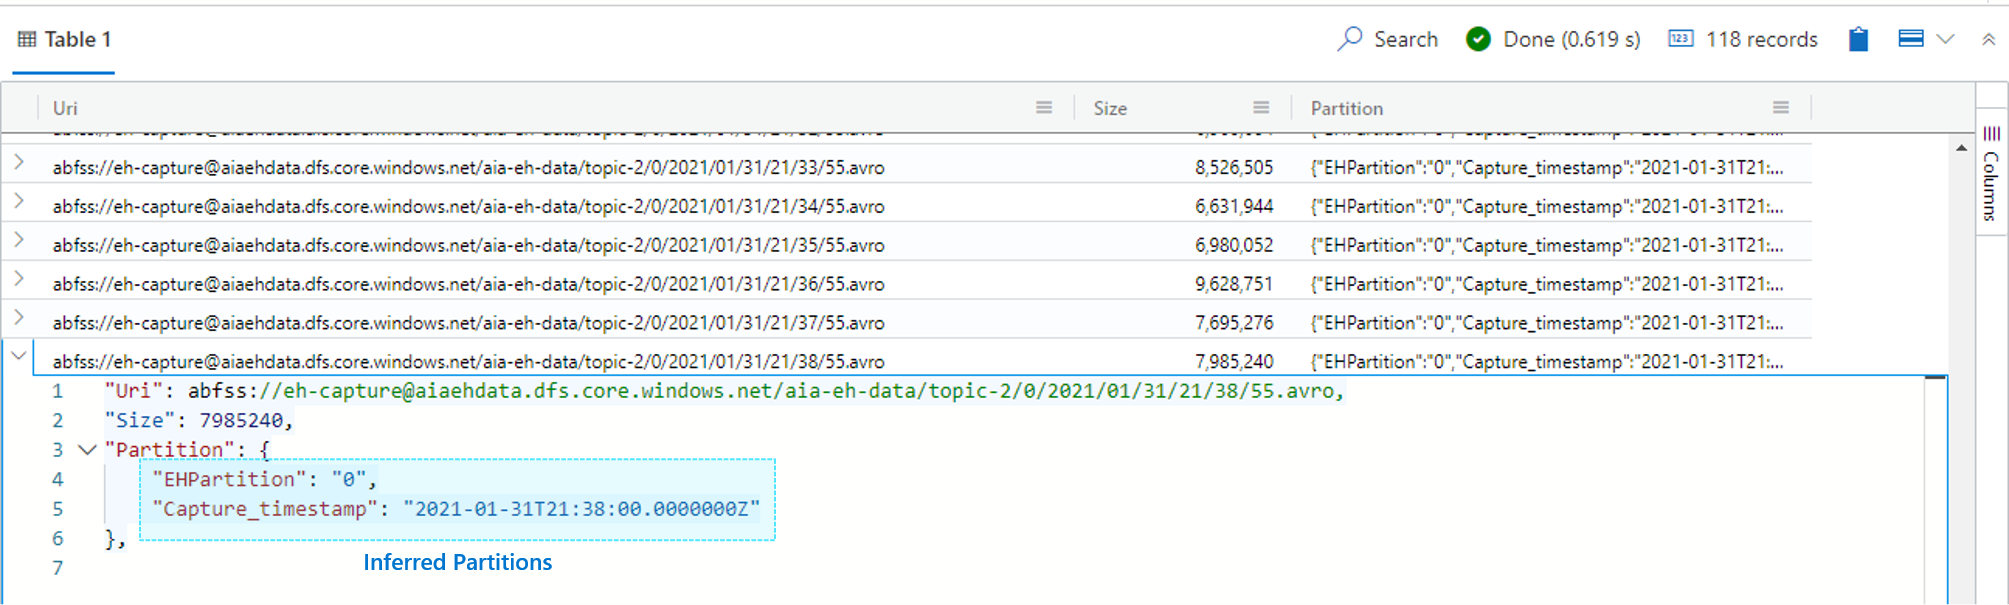 Table 1
Search Done (0.619 s) 123 118 records
Uri Size Partition
abfss://eh-capture@aiaehdata.dfs.core.windows.net/aia-eh-data/topic-2/0/2021/01/31/21/33/55.avro 8,526,505 {"EHPartition":"0","Capture_timestamp":"2021-01-31T21:...
abfss://eh-capture@aiaehdata.dfs.core.windows.net/aia-eh-data/topic-2/0/2021/01/31/21/34/55.avro 6,631,944 {"EHPartition":"0","Capture_timestamp":"2021-01-31T21:...
abfss://eh-capture@aiaehdata.dfs.core.windows.net/aia-eh-data/topic-2/0/2021/01/31/21/35/55.avro 6,980,052 {"EHPartition":"0","Capture_timestamp":"2021-01-31T21:...
abfss://eh-capture@aiaehdata.dfs.core.windows.net/aia-eh-data/topic-2/0/2021/01/31/21/36/55.avro 9,628,751 {"EHPartition":"0","Capture_timestamp":"2021-01-31T21:...
abfss://eh-capture@aiaehdata.dfs.core.windows.net/aia-eh-data/topic-2/0/2021/01/31/21/37/55.avro 7,695,276 {"EHPartition":"0","Capture_timestamp":"2021-01-31T21:...
abfss://eh-capture@aiaehdata.dfs.core.windows.net/aia-eh-data/topic-2/0/2021/01/31/21/38/55.avro 7,985,240 {"EHPartition":"0","Capture_timestamp":"2021-01-31T21:...
1 "Uri": abfss://eh-capture@aiaehdata.dfs.core.windows.net/aia-eh-data/topic-2/0/2021/01/31/21/38/55.avro,
2 "Size": 7985240,
3 "Partition": {
4 "EHPartition": "0",
5 "Capture_timestamp": "2021-01-31T21:38:00.0000000Z"
6 },
7
Inferred Partitions
Columns